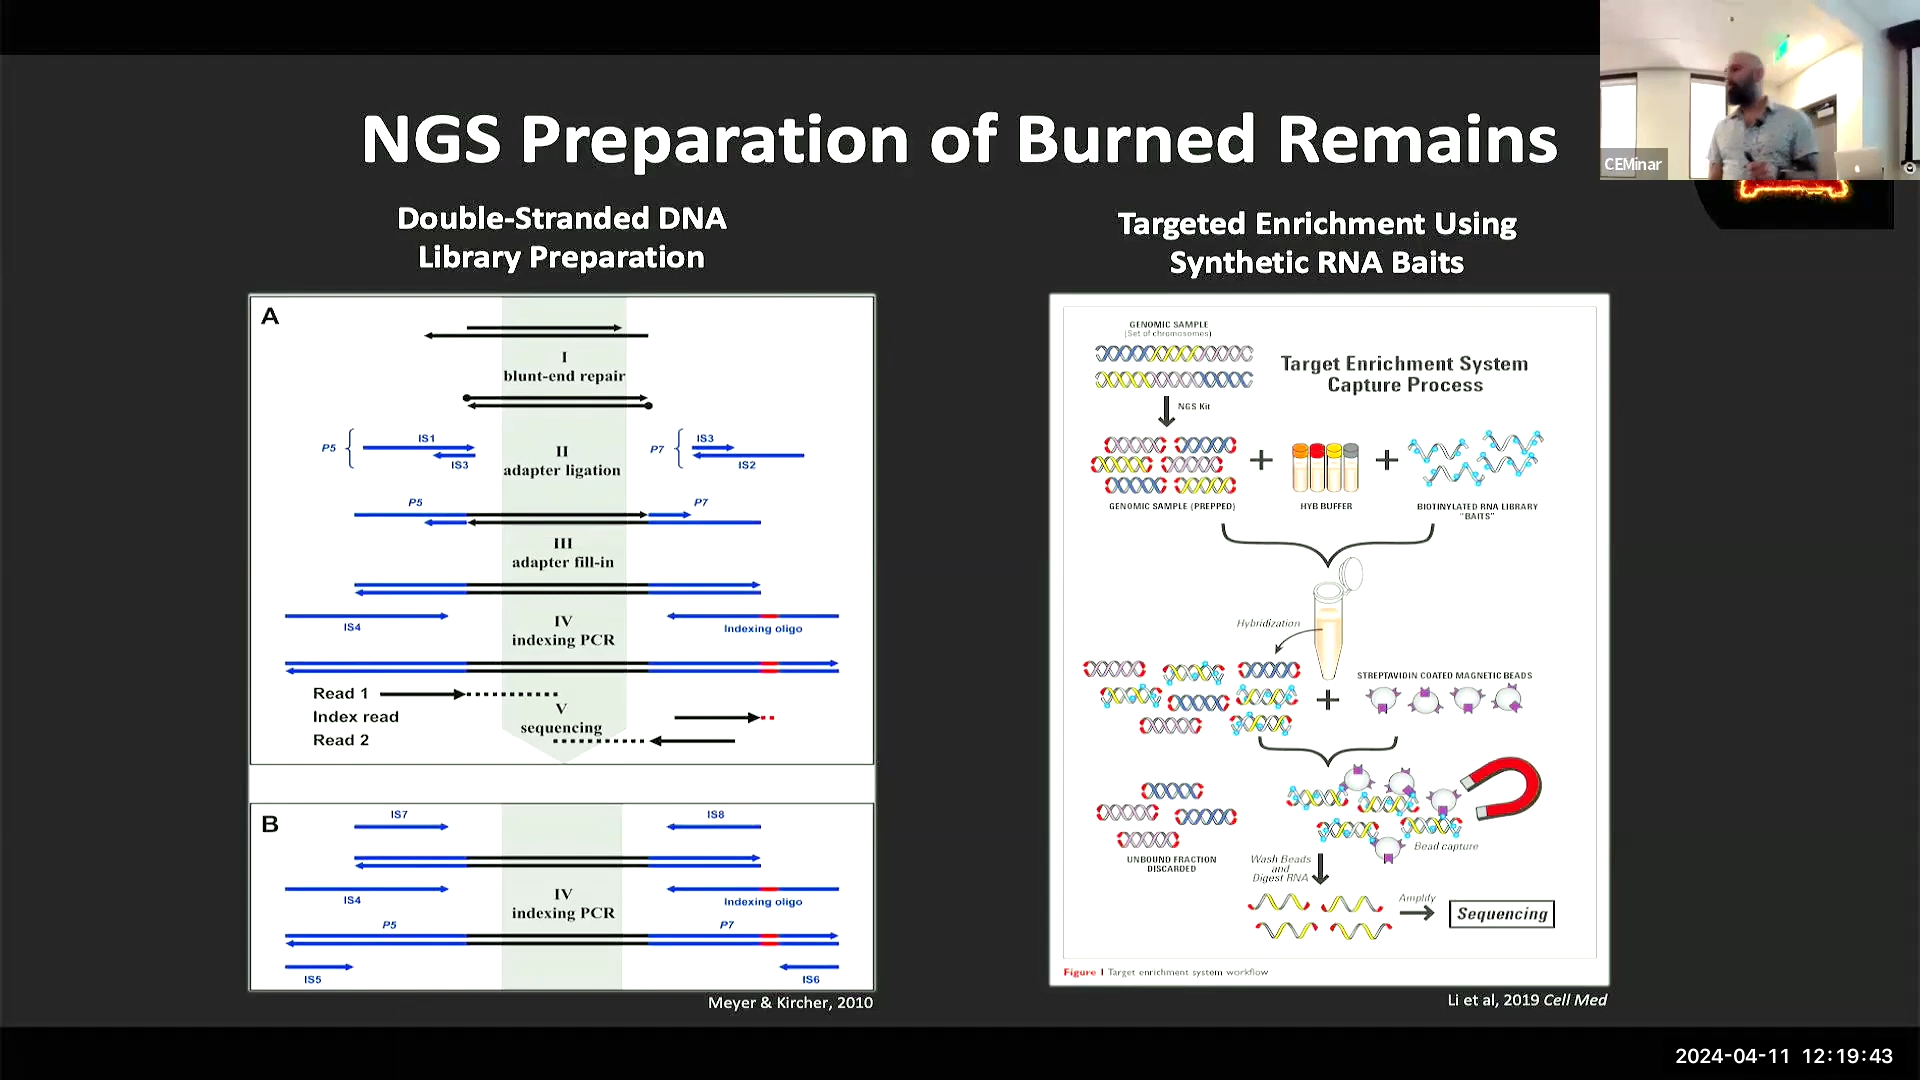 NGS Preparation of Burned Remains
CEMinar
Double-Stranded DNA
Library Preparation
A
I
blunt-end repair
P5
IS1
IS3
II
adapter ligation
P7
IS3
IS2
P5
P7
III
adapter fill-in
IS4
IV
indexing PCR
Indexing oligo
Read 1
Index read
Read 2
V
sequencing
B
IS7
IS8
IS4
IV
indexing PCR
Indexing oligo
P5
P7
IS5
IS6
Meyer & Kircher, 2010
Targeted Enrichment Using
Synthetic RNA Baits
GENOMIC SAMPLE
(Set of chromosomes)
Target Enrichment System
Capture Process
NGS Kit
GENOMIC SAMPLE (PREPPED)
HYB BUFFER
BIOTINYLATED RNA LIBRARY
"BAITS"
Hybridization
STREPTAVIDIN COATED MAGNETIC BEADS
Bead capture
UNBOUND FRACTION
DISCARDED
Wash Beads
and
Digest RNA
Amplify
Sequencing
Figure 1 Target enrichment system workflow
Li et al, 2019 Cell Med
2024-04-11 12:19:43